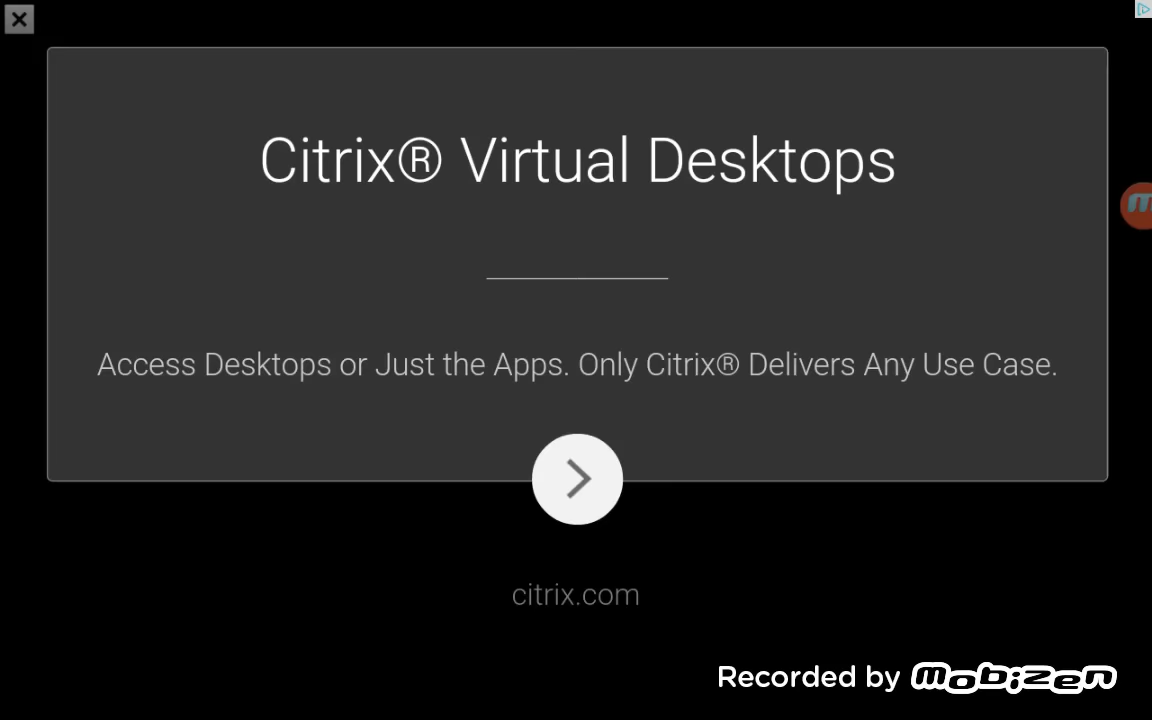 Citrix® Virtual Desktops
Access Desktops or Just the Apps. Only Citrix® Delivers Any Use Case.
citrix.com
Recorded by mobizen